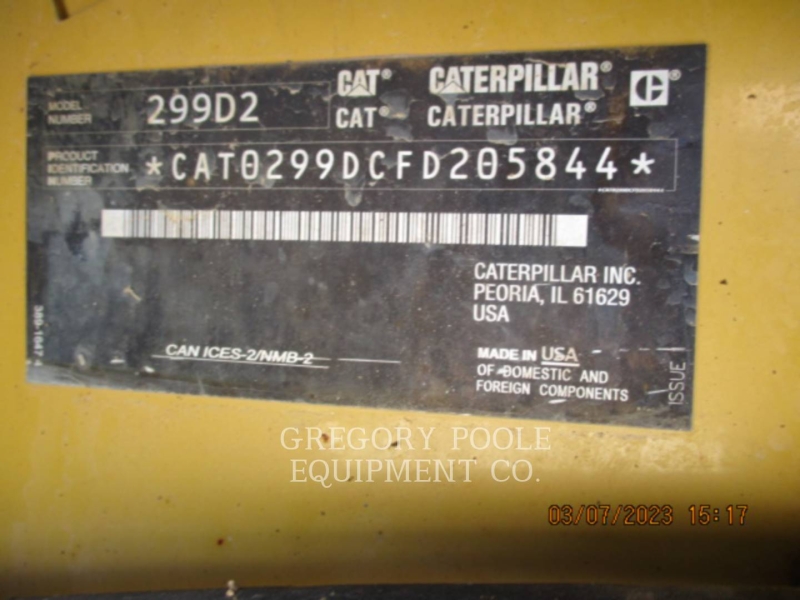 MODEL NUMBER 299D2 CAT® CATERPILLAR®
CAT® CATERPILLAR®
PRODUCT IDENTIFICATION NUMBER *CAT0299DCFD205844*
CATERPILLAR INC.
PEORIA, IL 61629
USA
CAN ICES-2/NMB-2
MADE IN USA
OF DOMESTIC AND
FOREIGN COMPONENTS
ISSUE
GREGORY POOLE
EQUIPMENT CO.
03/07/2023 15:17